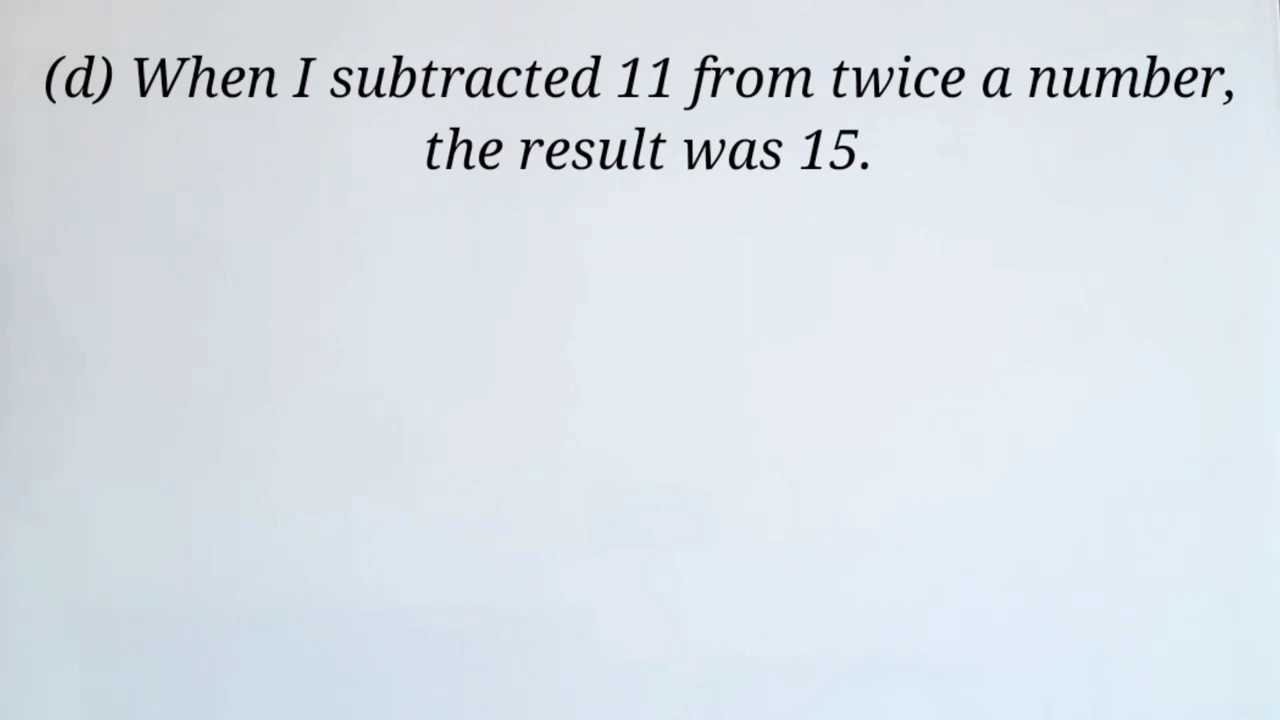 (d) When I subtracted 11 from twice a number,
the result was 15.